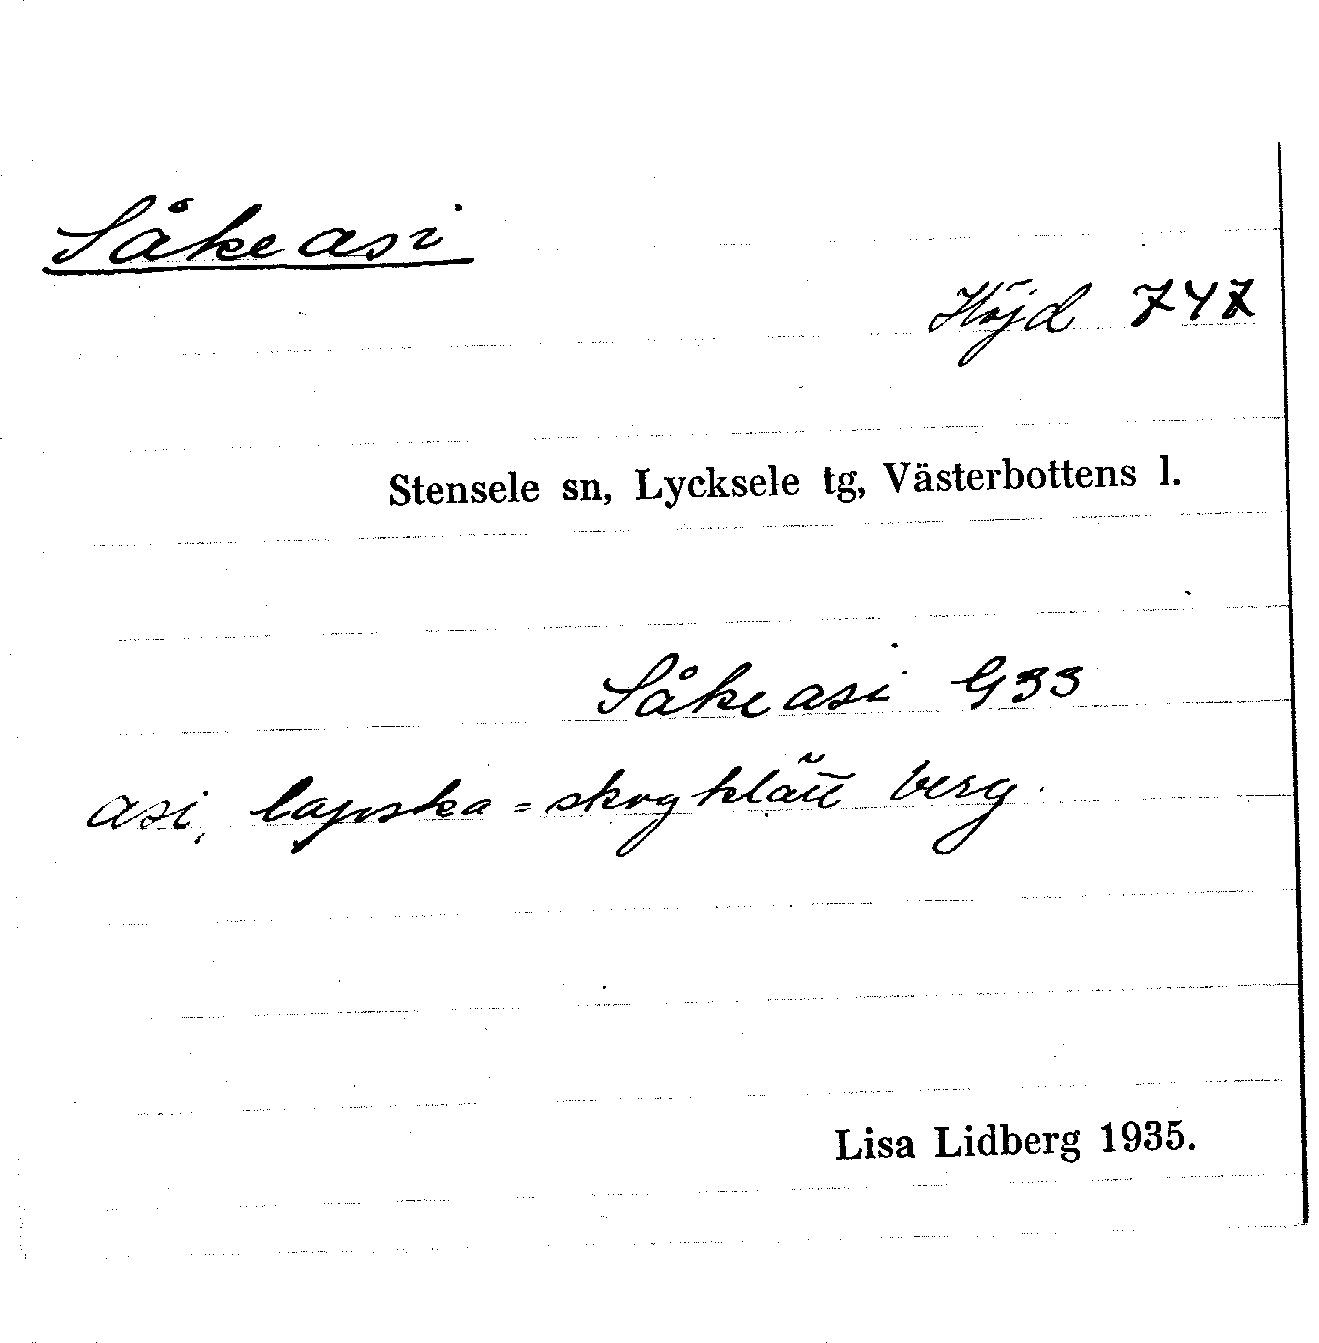 Såkeasi
Höjd 747
Stensele sn, Lycksele tg, Västerbottens l.
Såkeasi G33
asi, lapska = skogklätt berg.
Lisa Lidberg 1935.